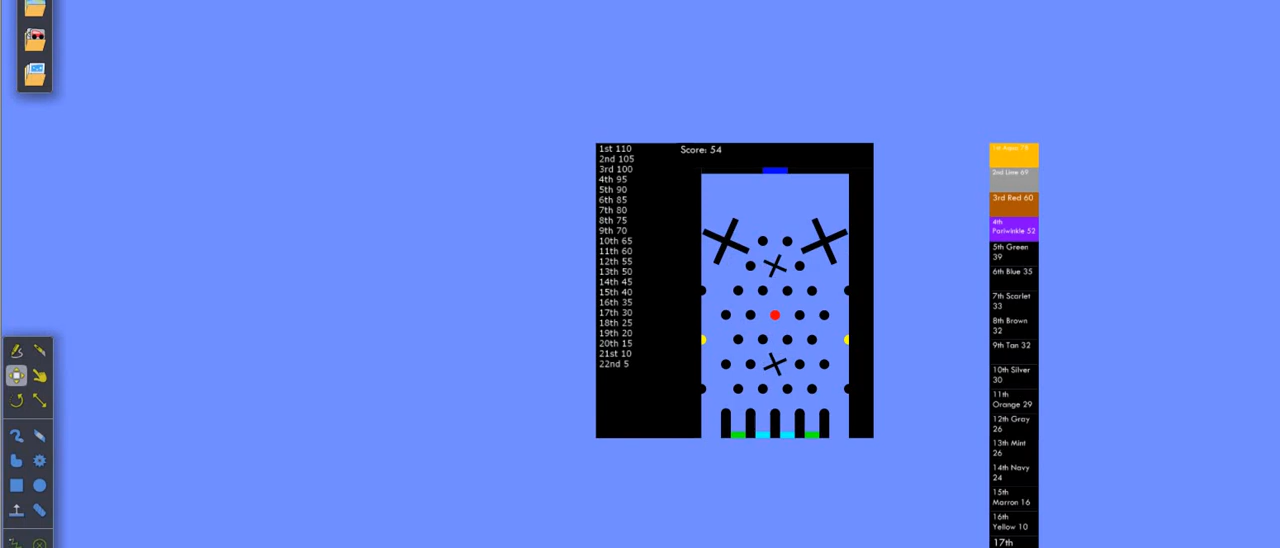 1st 110
2nd 105
3rd 100
4th 95
5th 90
6th 85
7th 80
8th 75
9th 70
10th 65
11th 60
12th 55
13th 50
14th 45
15th 40
16th 35
17th 30
18th 25
19th 20
20th 15
21st 10
22nd 5
Score: 54
1st Aqua 75
2nd Lime 69
3rd Red 60
4th
Periwinkle 52
5th Green
39
6th Blue 35
7th Scarlet
33
8th Brown
32
9th Tan 32
10th Silver
30
11th
Orange 29
12th Gray
26
13th Mint
26
14th Navy
24
15th
Marron 16
16th
Yellow 10
17th